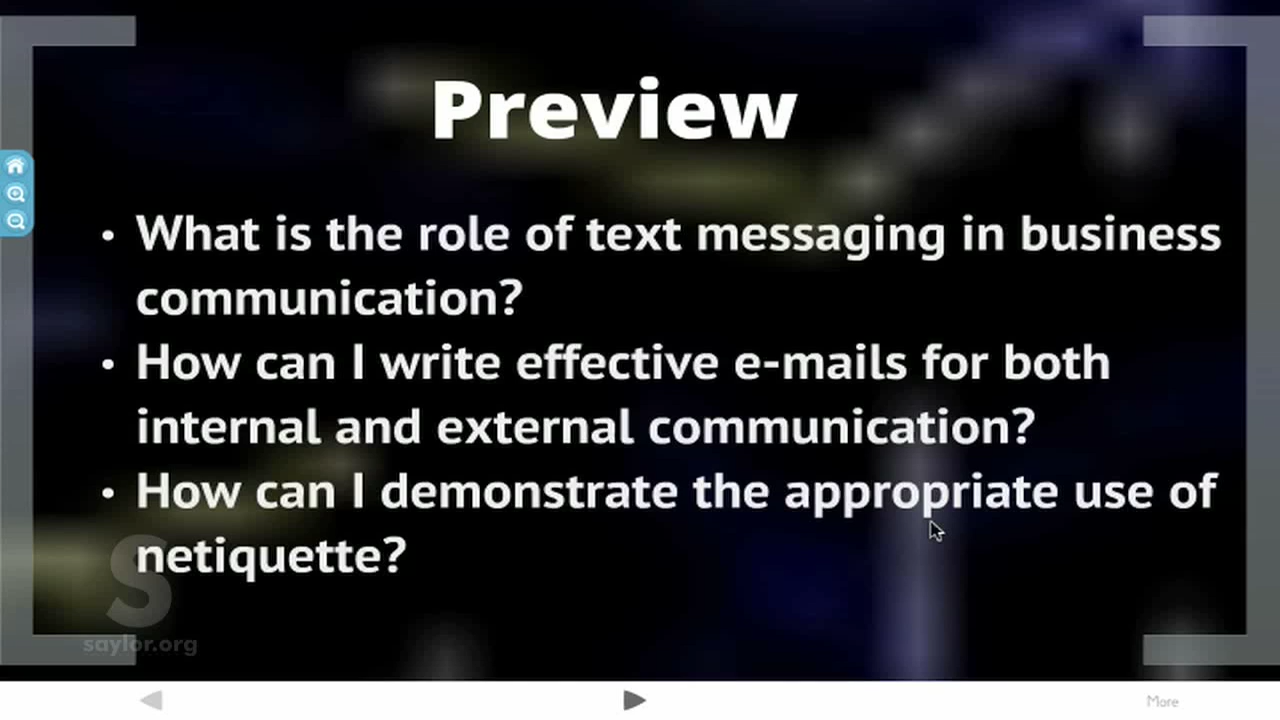 Preview
• What is the role of text messaging in business
communication?
• How can I write effective e-mails for both
internal and external communication?
• How can I demonstrate the appropriate use of
netiquette?
S
saylor.org
More